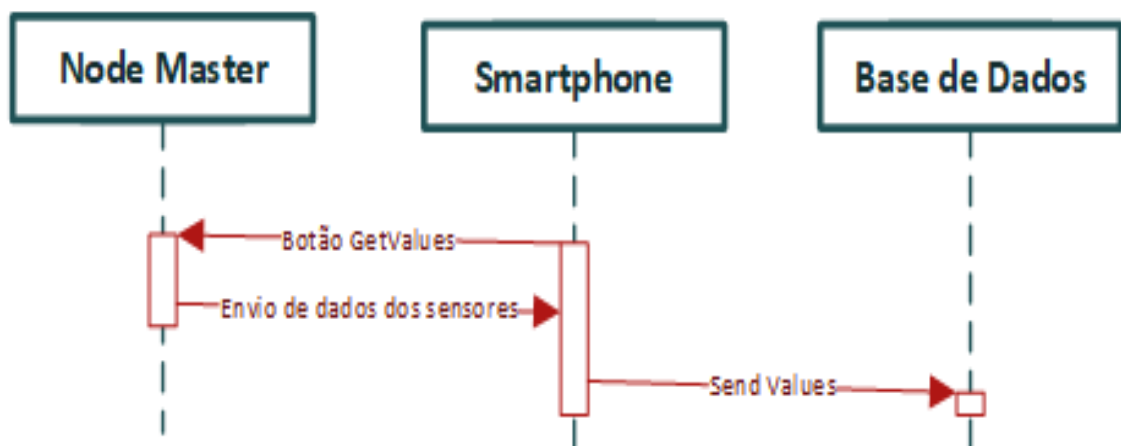 Node Master
Smartphone
Base de Dados
Botão GetValues
Envio de dados dos sensores
Send Values